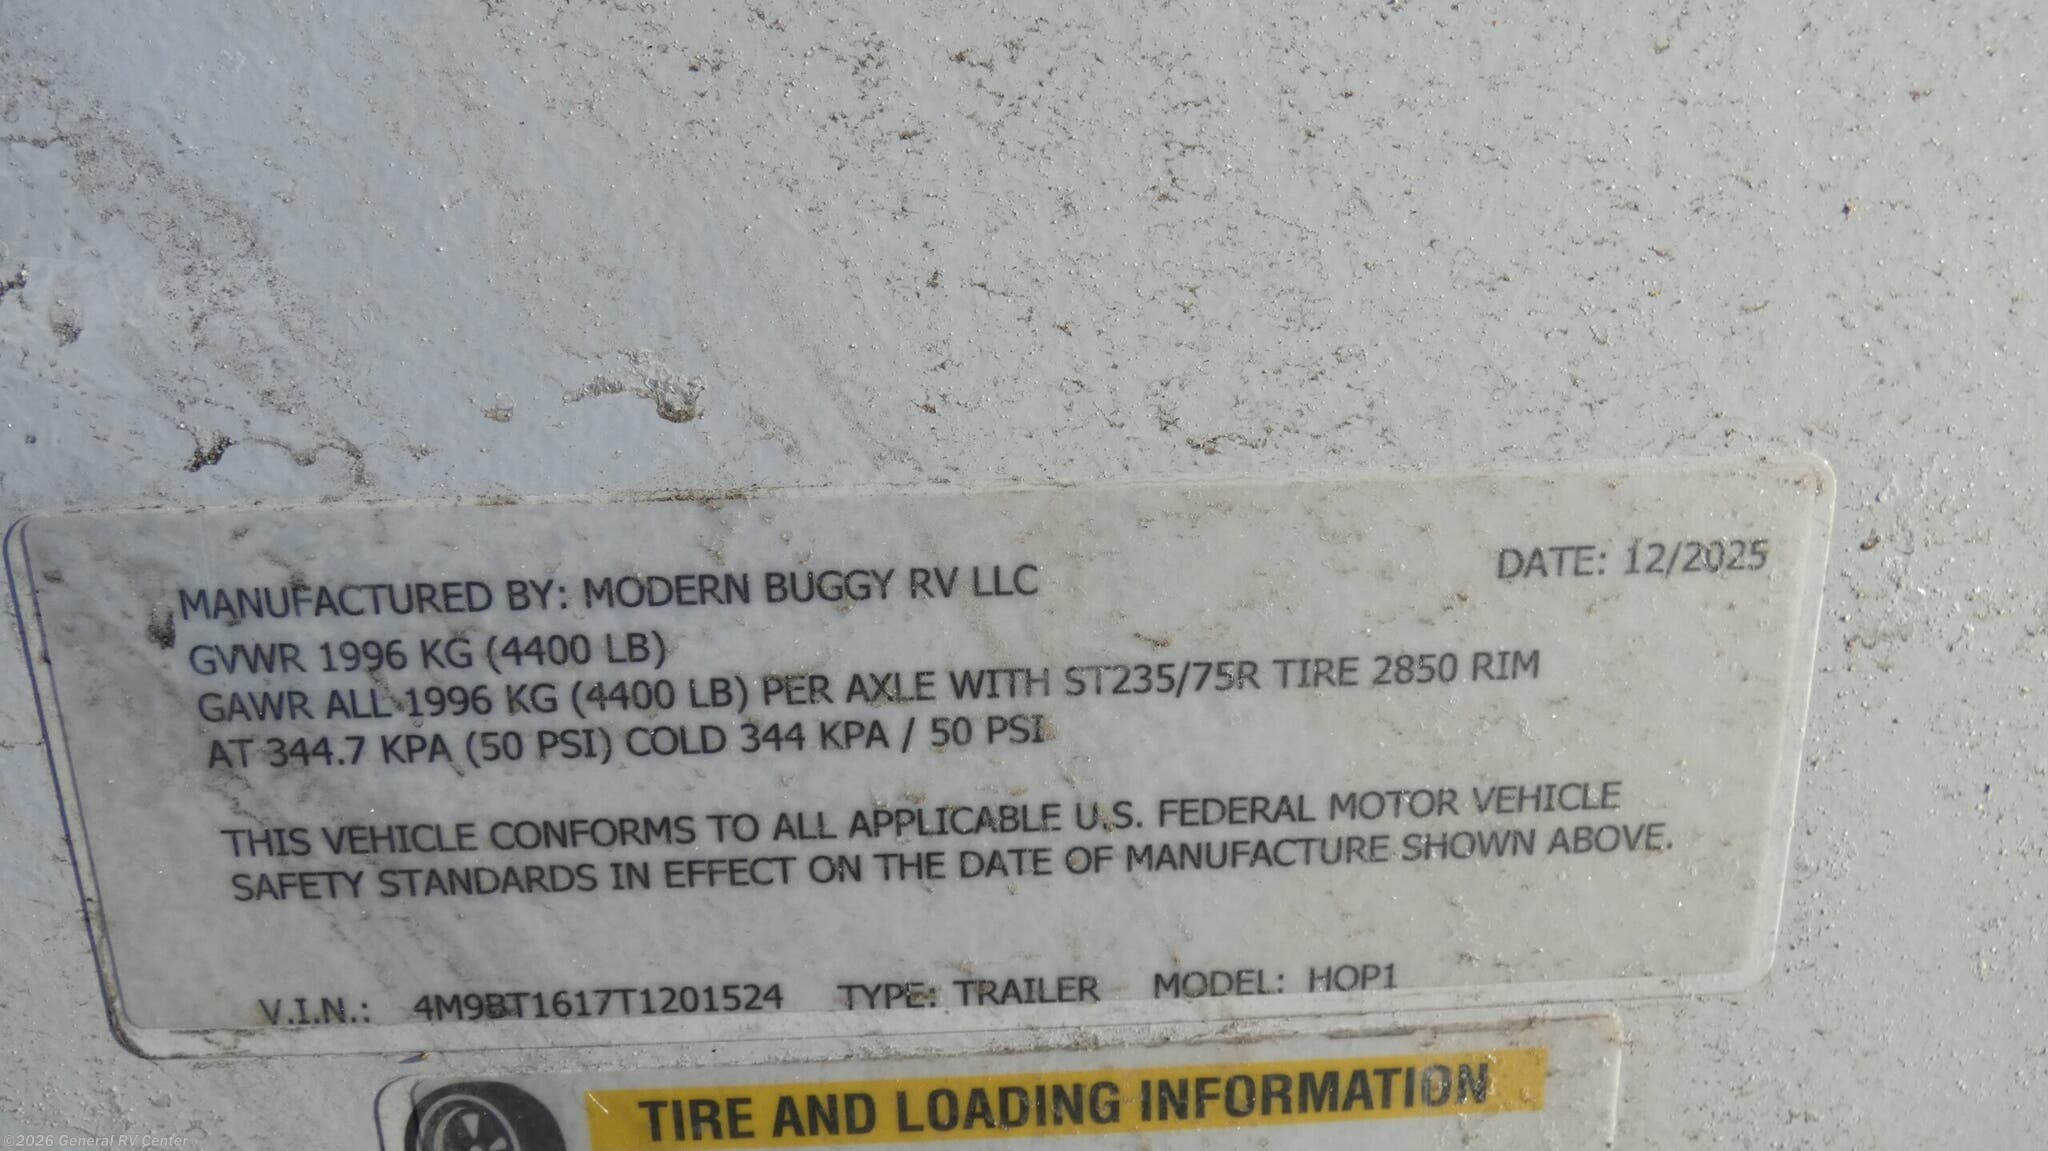 DATE: 12/2025
MANUFACTURED BY: MODERN BUGGY RV LLC
GVWR 1996 KG (4400 LB)
GAWR ALL 1996 KG (4400 LB) PER AXLE WITH ST235/75R TIRE 2850 RIM
AT 344.7 KPA (50 PSI) COLD 344 KPA / 50 PSI
THIS VEHICLE CONFORMS TO ALL APPLICABLE U.S. FEDERAL MOTOR VEHICLE
SAFETY STANDARDS IN EFFECT ON THE DATE OF MANUFACTURE SHOWN ABOVE.
V.I.N.: 4M9BT1617T1201524 TYPE: TRAILER MODEL: HOP1
TIRE AND LOADING INFORMATION
©2026 General RV Center